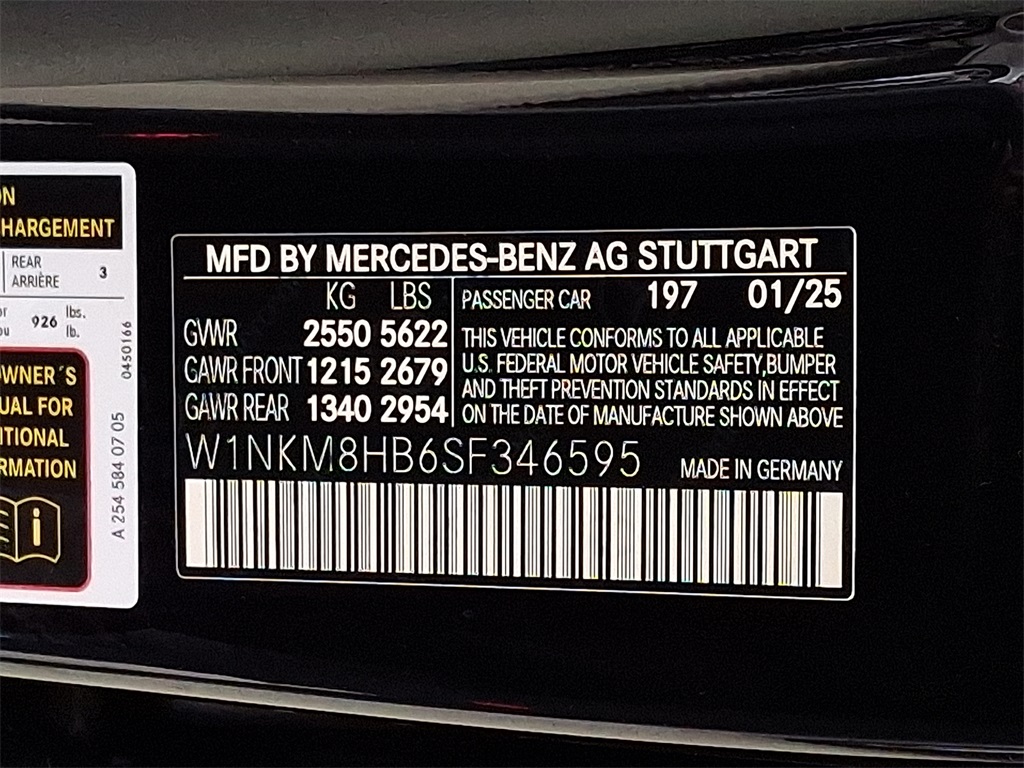 ON
HARGEMENT
REAR
ARRIÈRE 3
or
ou 926 lbs.
lb.
OWNER´S
UAL FOR
ITIONAL
RMATION
i
0450166
A 254 584 07 05
MFD BY MERCEDES-BENZ AG STUTTGART
KG LBS PASSENGER CAR 197 01/25
GVWR 2550 5622
GAWR FRONT 1215 2679
GAWR REAR 1340 2954
THIS VEHICLE CONFORMS TO ALL APPLICABLE
U.S. FEDERAL MOTOR VEHICLE SAFETY,BUMPER
AND THEFT PREVENTION STANDARDS IN EFFECT
ON THE DATE OF MANUFACTURE SHOWN ABOVE
W1NKM8HB6SF346595 MADE IN GERMANY